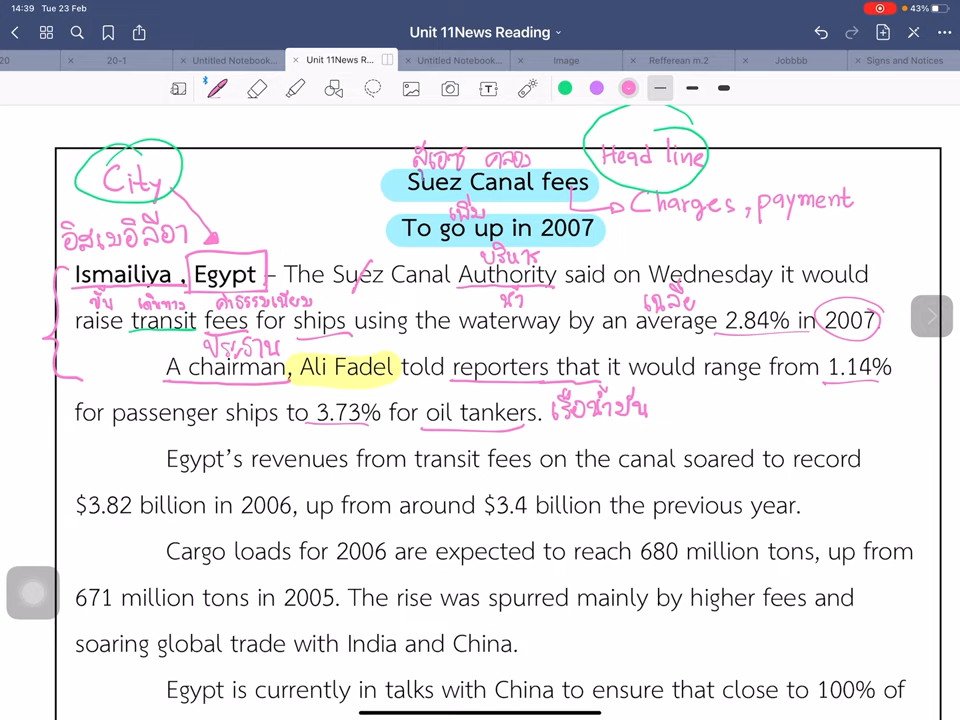 14:39 Tue 23 Feb 43%
Unit 11News Reading
20 20-1 Untitled Notebook... Unit 11News R... Untitled Notebook... Image Refferean m.2 Jobbbb Signs and Notices
City
สุเอซ คลอง
Head line
Suez Canal fees
Charges, payment
เพิ่ม
To go up in 2007
อิสเมอิลีอา
บริหาร
Ismailiya , Egypt – The Suez Canal Authority said on Wednesday it would
ขึ้น เดินทาง ค่าธรรมเนียม น้ำ เฉลี่ย
raise transit fees for ships using the waterway by an average 2.84% in 2007
ประธาน
A chairman, Ali Fadel told reporters that it would range from 1.14%
for passenger ships to 3.73% for oil tankers. เรือน้ำมัน
Egypt's revenues from transit fees on the canal soared to record
$3.82 billion in 2006, up from around $3.4 billion the previous year.
Cargo loads for 2006 are expected to reach 680 million tons, up from
671 million tons in 2005. The rise was spurred mainly by higher fees and
soaring global trade with India and China.
Egypt is currently in talks with China to ensure that close to 100% of